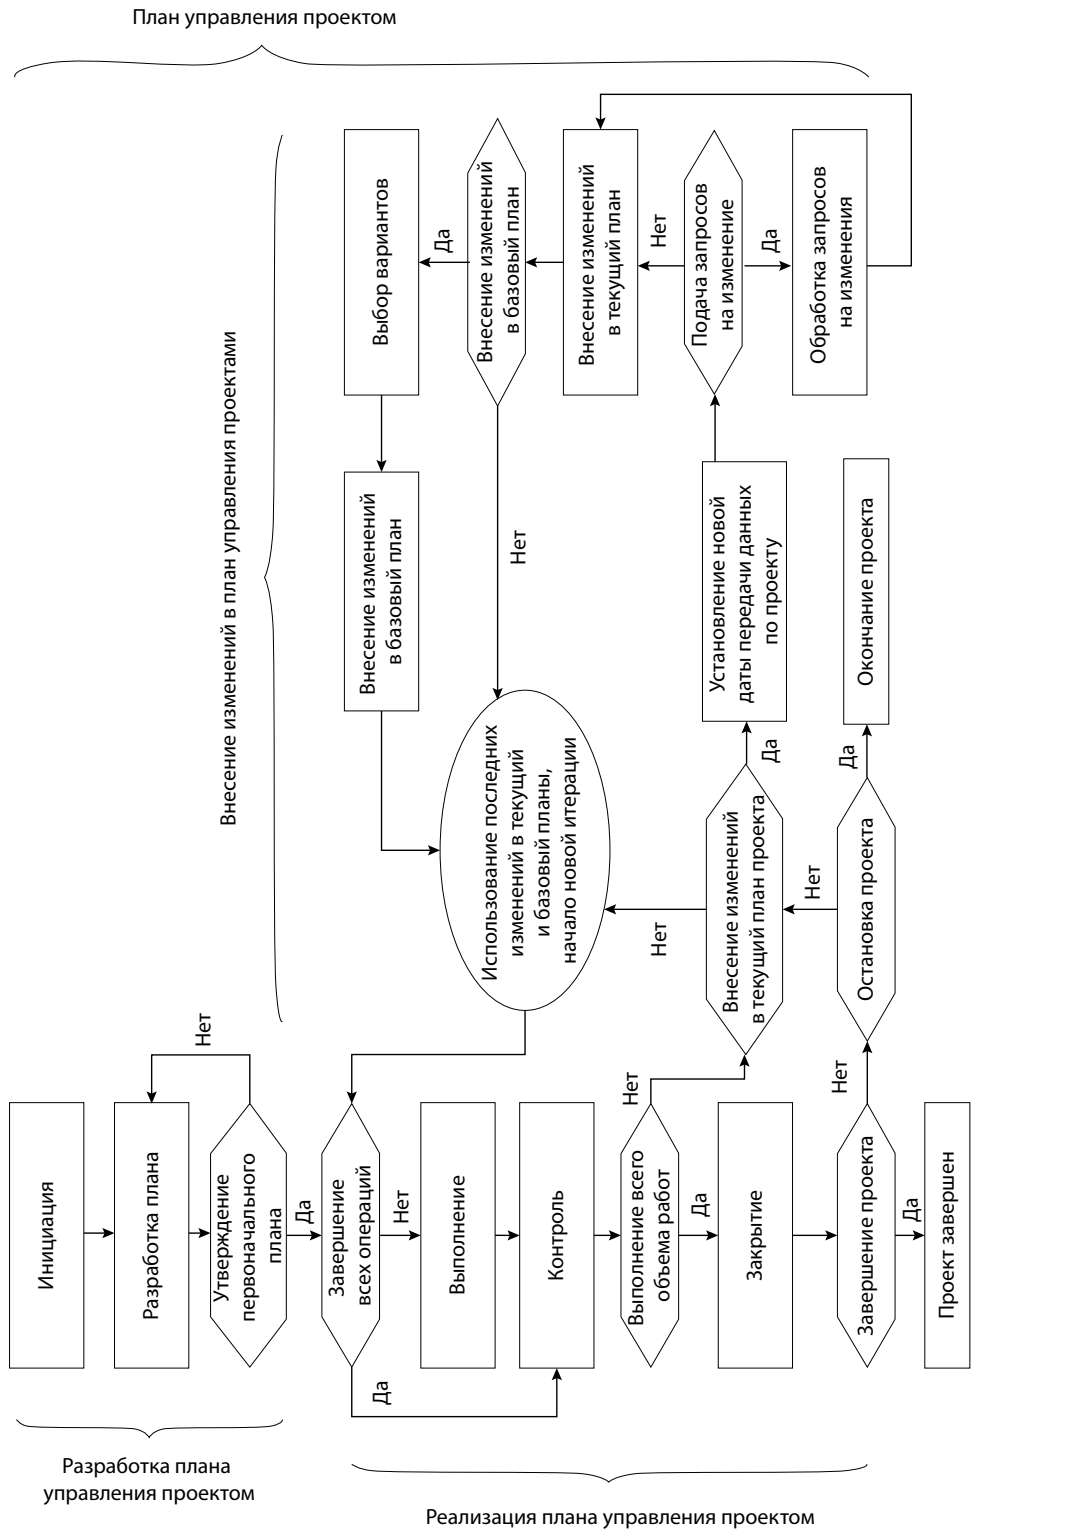 План управления проектом
Внесение изменений в план управления проектами
Разработка плана
управления проектом
Реализация плана управления проектом
Инициация
Разработка плана
Нет
Утверждение
первоначального
плана
Да
Завершение
всех операций
Нет
Да
Выполнение
Контроль
Выполнение всего
объема работ
Нет
Да
Закрытие
Завершение проекта
Нет
Да
Проект завершен
Остановка проекта
Нет
Да
Окончание проекта
Внесение изменений
в текущий план проекта
Нет
Да
Установление новой
даты передачи данных
по проекту
Подача запросов
на изменение
Нет
Да
Обработка запросов
на изменения
Внесение изменений
в текущий план
Внесение изменений
в базовый план
Да
Нет
Выбор вариантов
Внесение изменений
в базовый план
Использование последних
изменений в текущий
и базовый планы,
начало новой итерации